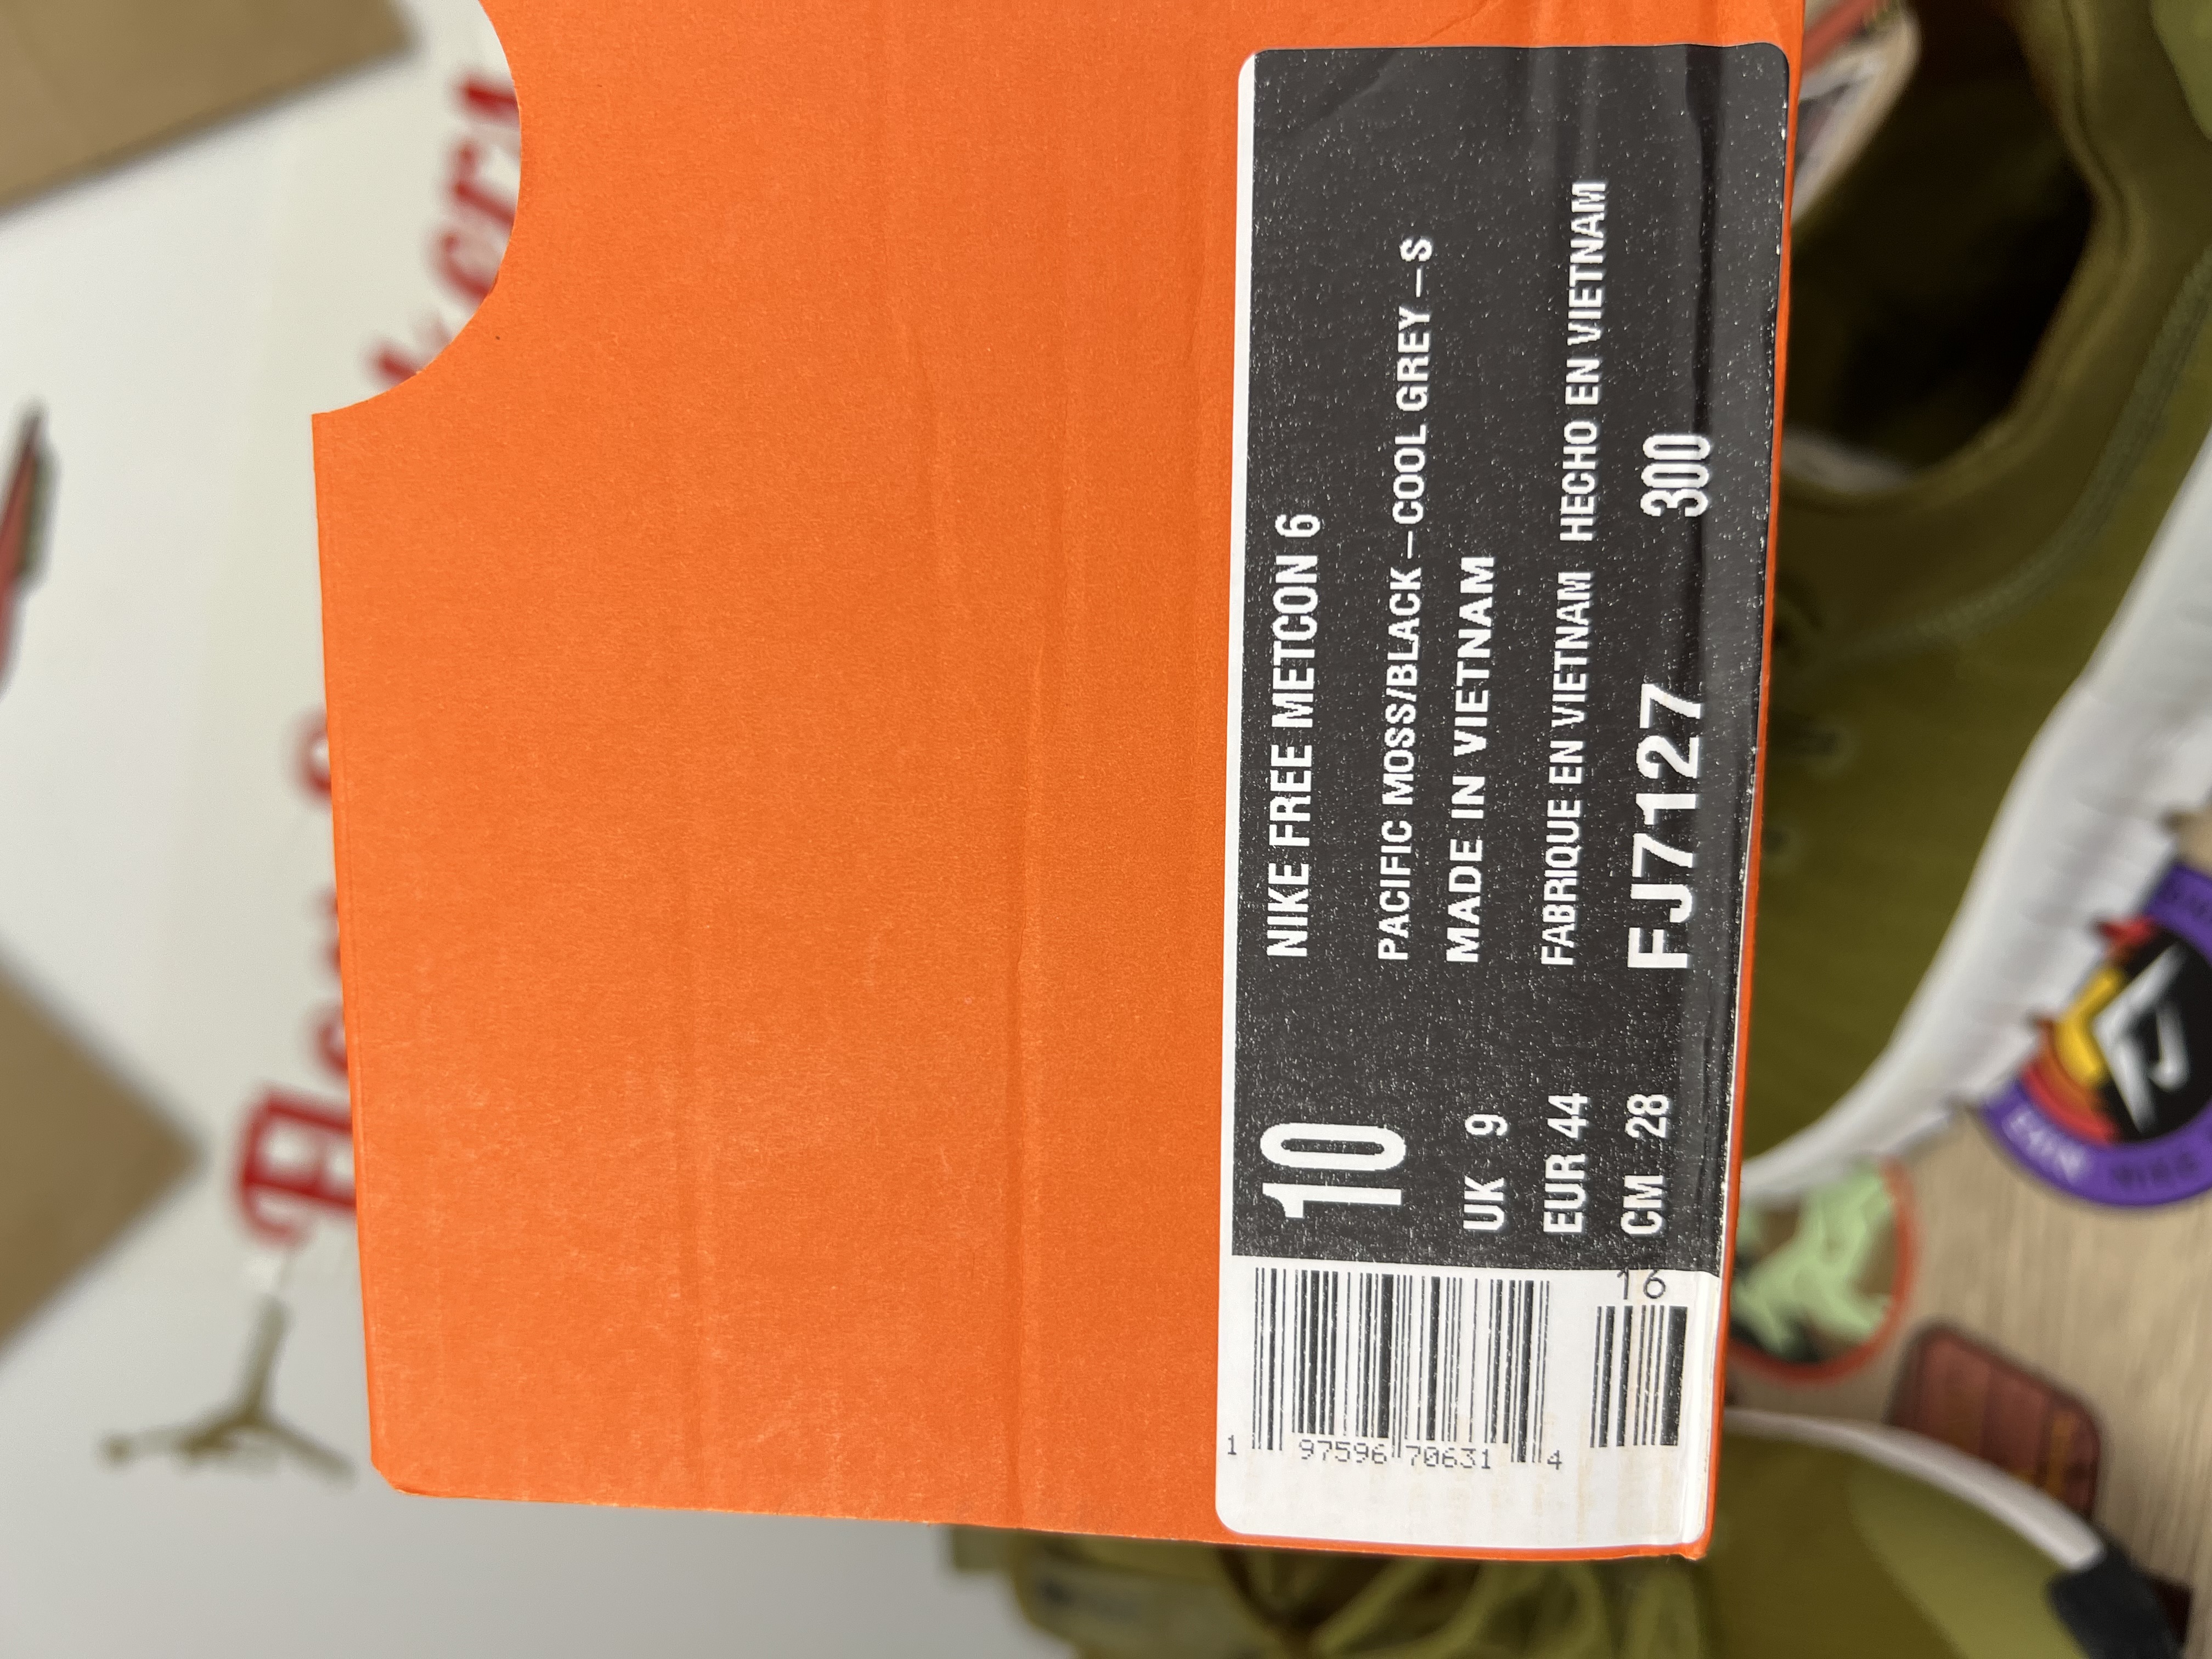 10
NIKE FREE METCON 6
PACIFIC MOSS/BLACK–COOL GREY–S
MADE IN VIETNAM
UK 9
EUR 44
FABRIQUE EN VIETNAM HECHO EN VIETNAM
CM 28
FJ7127 300
1 97596 70631 4
16